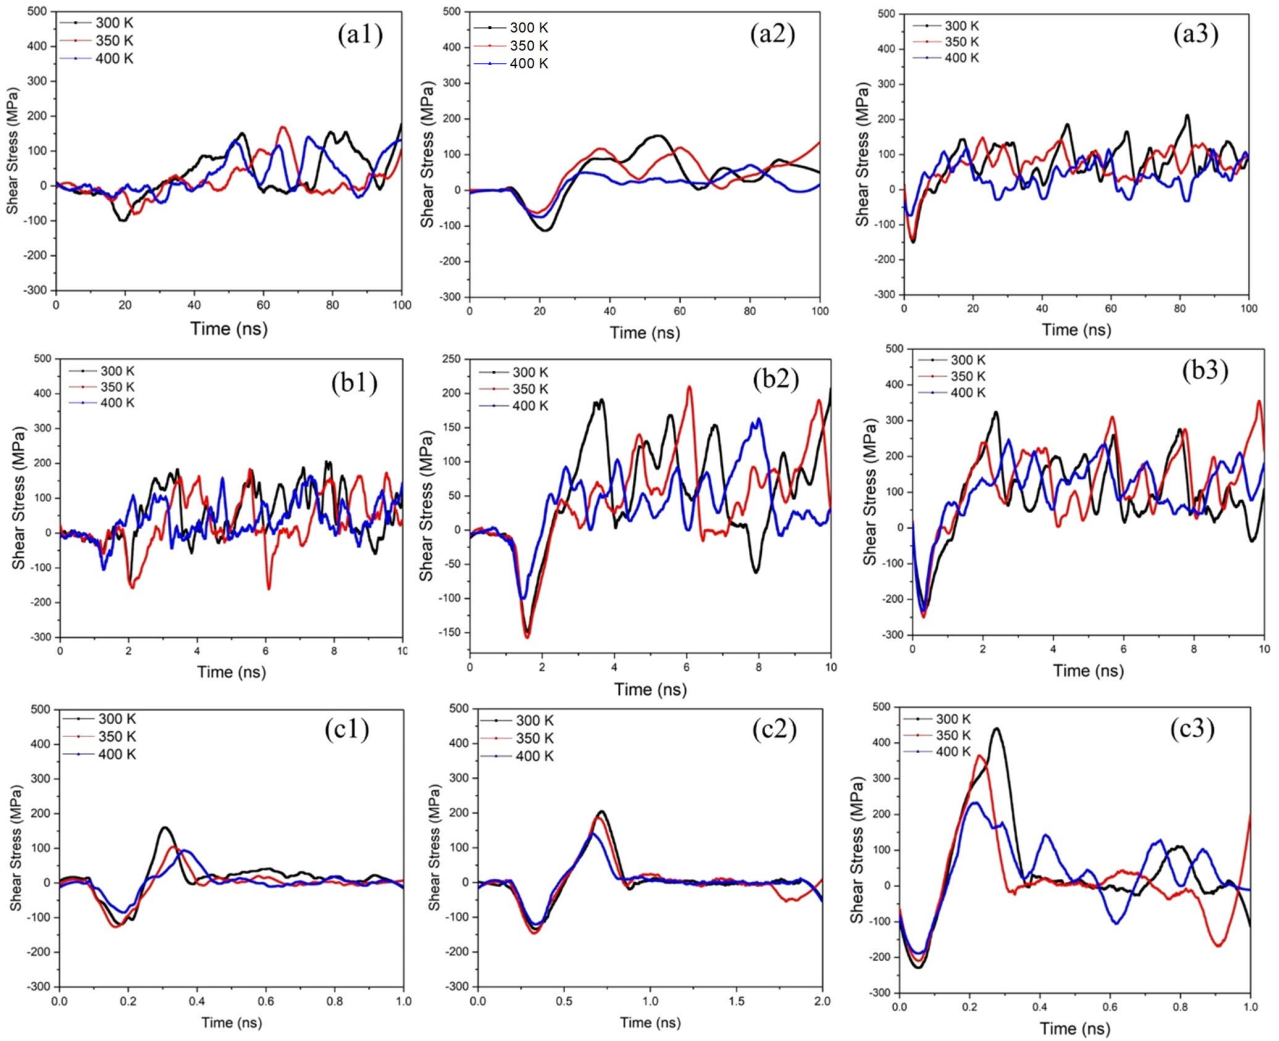 (a1)
300 K
350 K
400 K
500
400
300
200
100
0
-100
-200
-300
Shear Stress (MPa)
0 20 40 60 80 100
Time (ns)
(a2)
300 K
350 K
400 K
500
400
300
200
100
0
-100
-200
-300
Shear Stress (MPa)
0 20 40 60 80 100
Time (ns)
(a3)
300 K
350 K
400 K
500
400
300
200
100
0
-100
-200
-300
Shear Stress (MPa)
0 20 40 60 80 100
Time (ns)
(b1)
300 K
350 K
400 K
500
400
300
200
100
0
-100
-200
-300
Shear Stress (MPa)
0 2 4 6 8 10
Time (ns)
(b2)
300 K
350 K
400 K
250
200
150
100
50
0
-50
-100
-150
Shear Stress (MPa)
0 2 4 6 8 10
Time (ns)
(b3)
300 K
350 K
400 K
500
400
300
200
100
0
-100
-200
-300
Shear Stress (MPa)
0 2 4 6 8 10
Time (ns)
(c1)
300 K
350 K
400 K
500
400
300
200
100
0
-100
-200
-300
Shear Stress (MPa)
0.0 0.2 0.4 0.6 0.8 1.0
Time (ns)
(c2)
300 K
350 K
400 K
500
400
300
200
100
0
-100
-200
-300
Shear Stress (MPa)
0.0 0.5 1.0 1.5 2.0
Time (ns)
(c3)
300 K
350 K
400 K
500
400
300
200
100
0
-100
-200
-300
Shear Stress (MPa)
0.0 0.2 0.4 0.6 0.8 1.0
Time (ns)